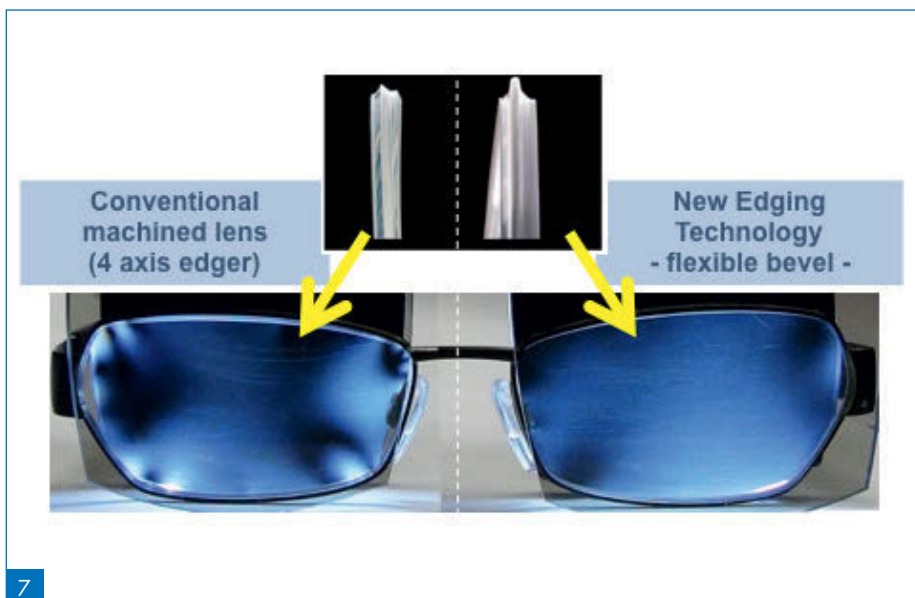 Conventional
machined lens
(4 axis edger)
New Edging
Technology
- flexible bevel -
7